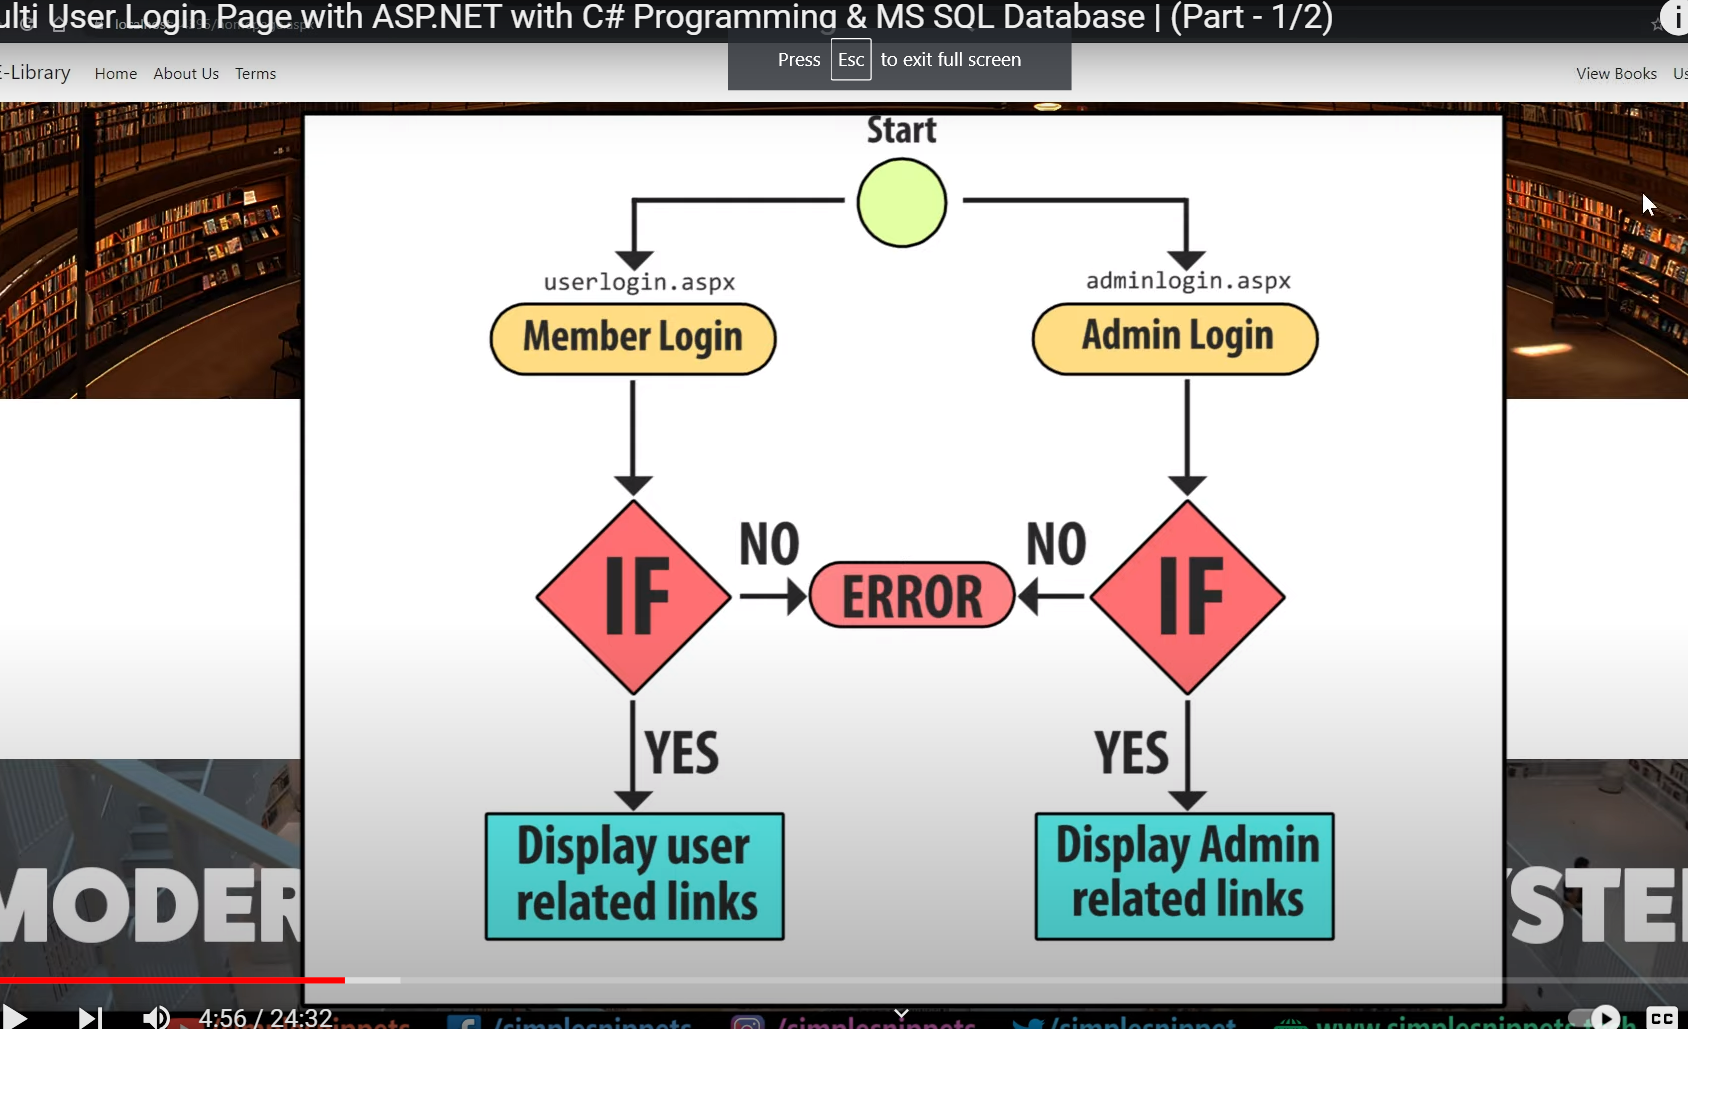 ulti User Login Page with ASP.NET with C# Programming & MS SQL Database | (Part - 1/2)
Press Esc to exit full screen
E-Library Home About Us Terms View Books Us
Start
userlogin.aspx adminlogin.aspx
Member Login Admin Login
NO NO
IF ERROR IF
YES YES
Display user
related links
Display Admin
related links
MODER YSTE
4:56 / 24:32
/simplesnippets /simplesnippets /simplesnippet www.simplesnippets.tech
CC